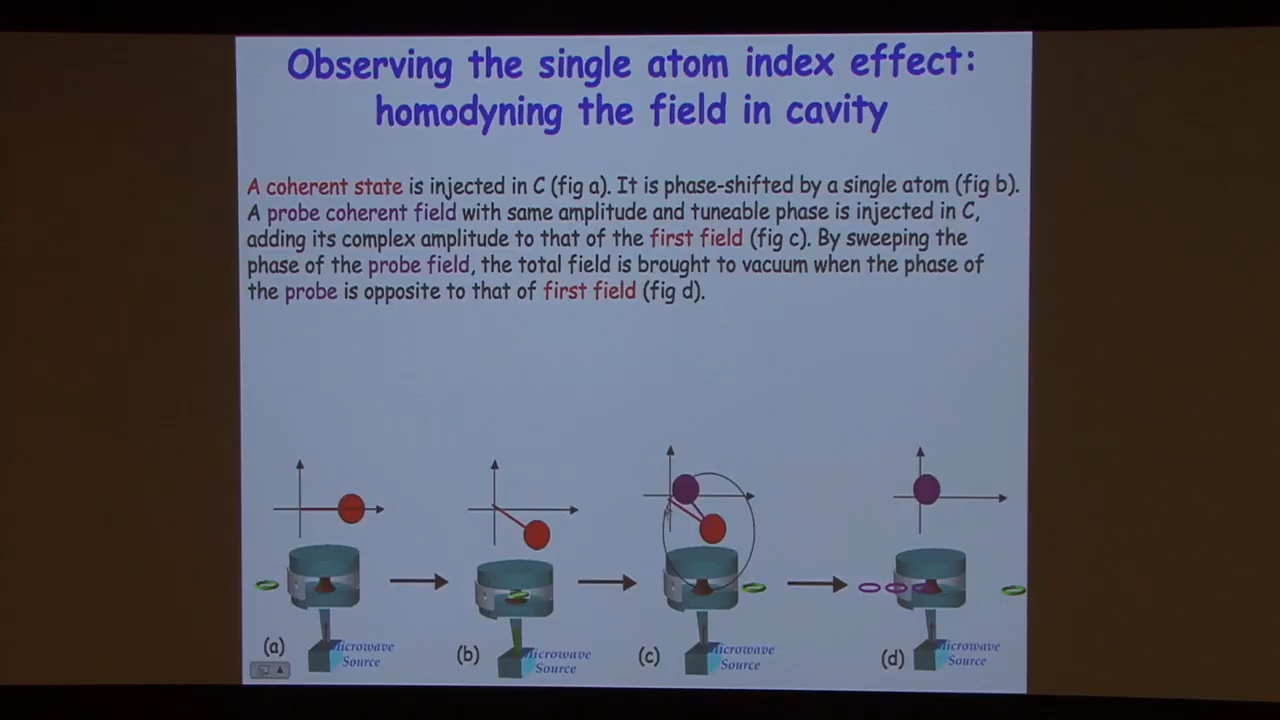 Observing the single atom index effect:
homodyning the field in cavity
A coherent state is injected in C (fig a). It is phase-shifted by a single atom (fig b).
A probe coherent field with same amplitude and tuneable phase is injected in C,
adding its complex amplitude to that of the first field (fig c). By sweeping the
phase of the probe field, the total field is brought to vacuum when the phase of
the probe is opposite to that of first field (fig d).
(a)
Microwave
Source
(b)
Microwave
Source
(c)
Microwave
Source
(d)
Microwave
Source